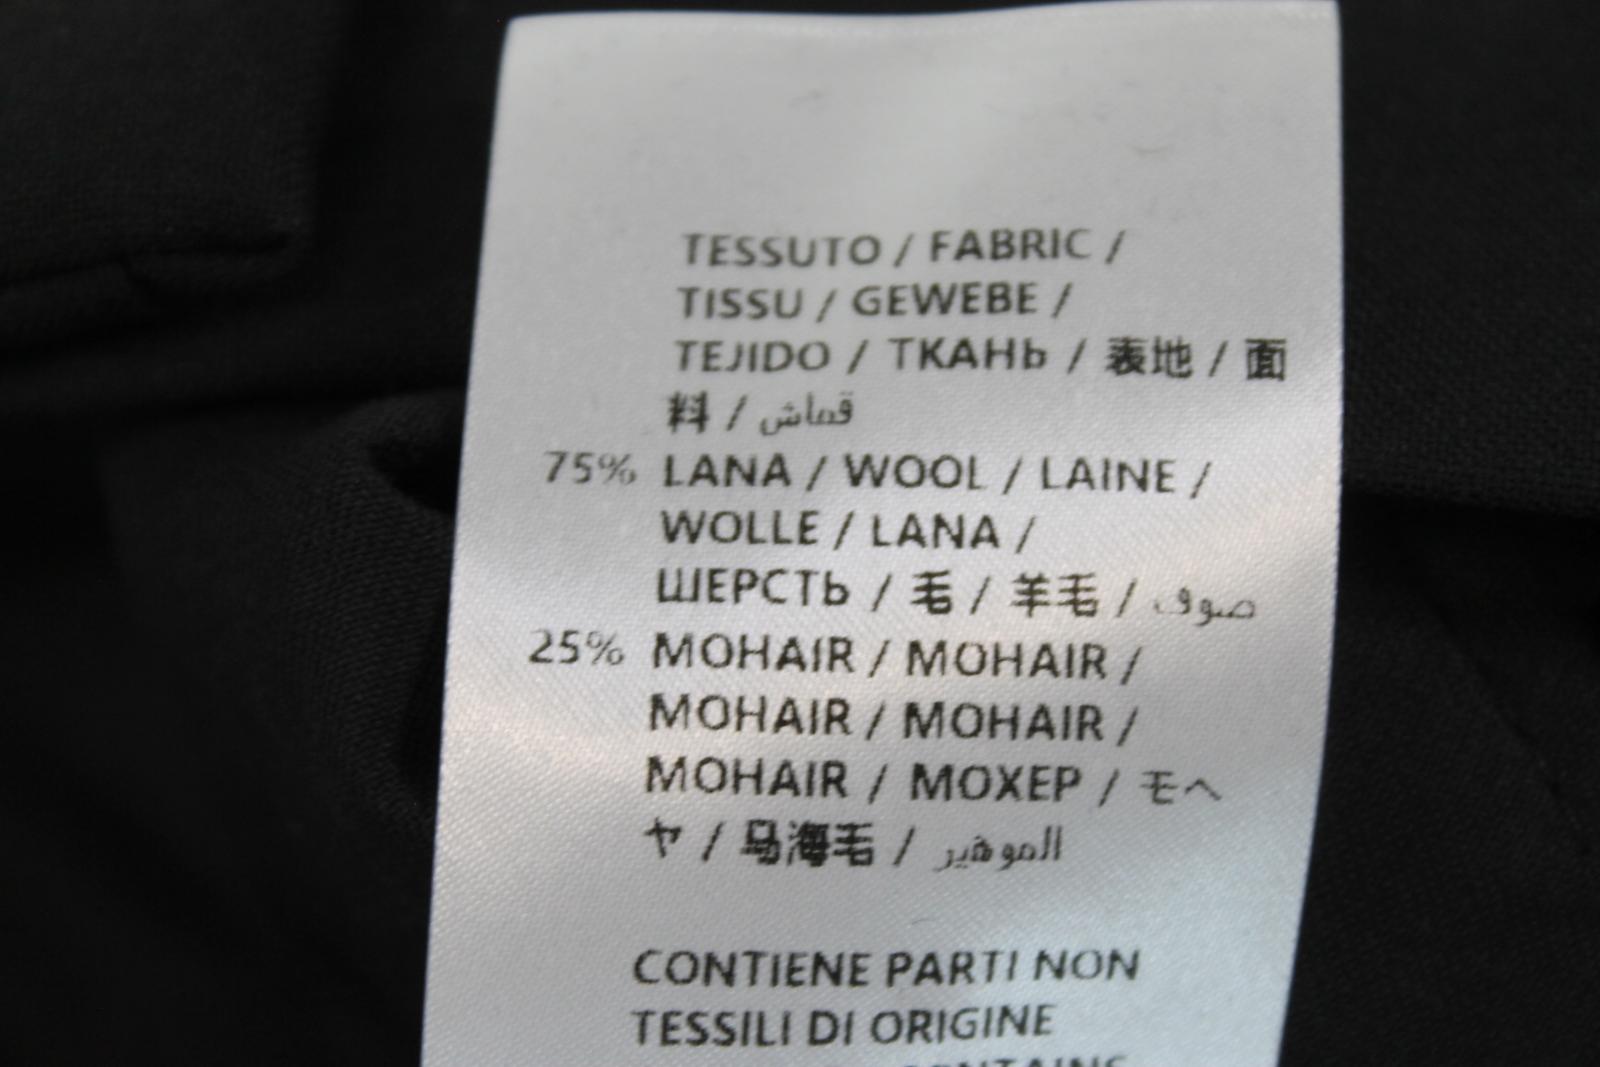 TESSUTO / FABRIC /
TISSU / GEWEBE /
TEJIDO / ТКАНЬ / 表地 / 面
料 / قماش
75% LANA / WOOL / LAINE /
WOLLE / LANA /
ШЕРСТЬ / 毛 / 羊毛 / صوف
25% MOHAIR / MOHAIR /
MOHAIR / MOHAIR /
MOHAIR / МОХЕР / モヘ
ヤ / 马海毛 / الموهير
CONTIENE PARTI NON
TESSILI DI ORIGINE
CONTAINS